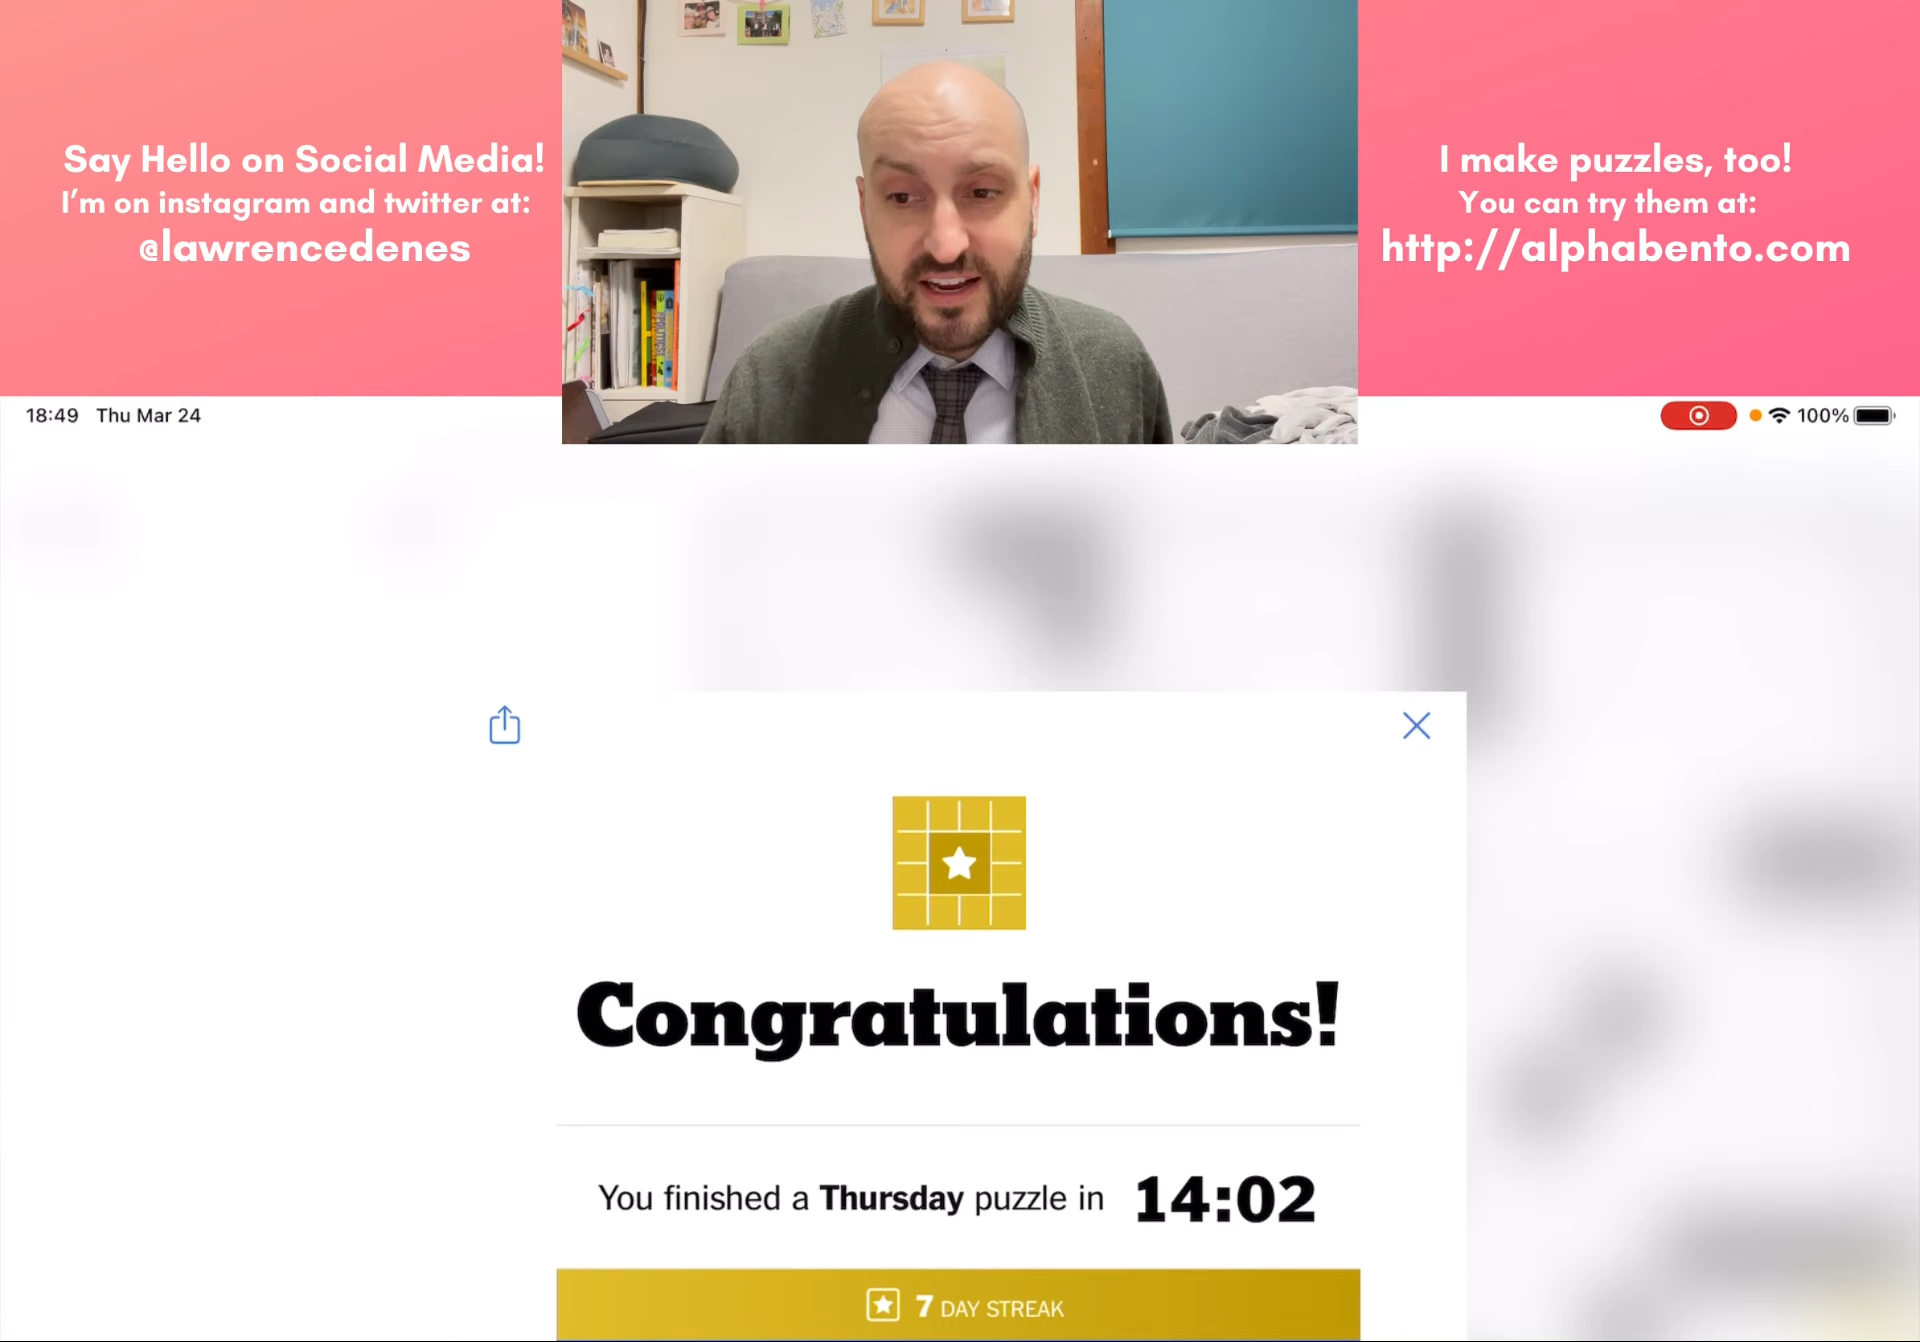 Say Hello on Social Media!
I'm on instagram and twitter at:
@lawrencedenes
I make puzzles, too!
You can try them at:
http://alphabento.com
18:49 Thu Mar 24
100%
Congratulations!
You finished a Thursday puzzle in 14:02
7 DAY STREAK